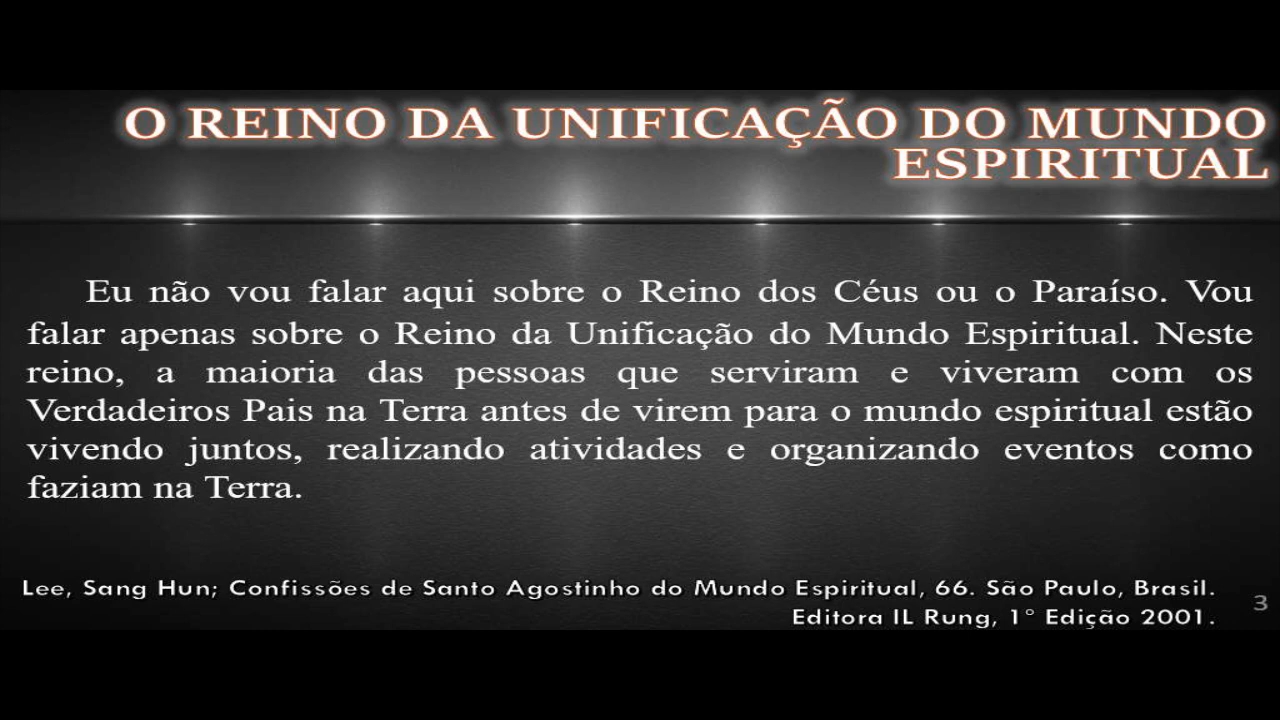 O REINO DA UNIFICAÇÃO DO MUNDO
ESPIRITUAL
Eu não vou falar aqui sobre o Reino dos Céus ou o Paraíso. Vou
falar apenas sobre o Reino da Unificação do Mundo Espiritual. Neste
reino, a maioria das pessoas que serviram e viveram com os
Verdadeiros Pais na Terra antes de virem para o mundo espiritual estão
vivendo juntos, realizando atividades e organizando eventos como
faziam na Terra.
Lee, Sang Hun; Confissões de Santo Agostinho do Mundo Espiritual, 66. São Paulo, Brasil.
Editora IL Rung, 1° Edição 2001.
3